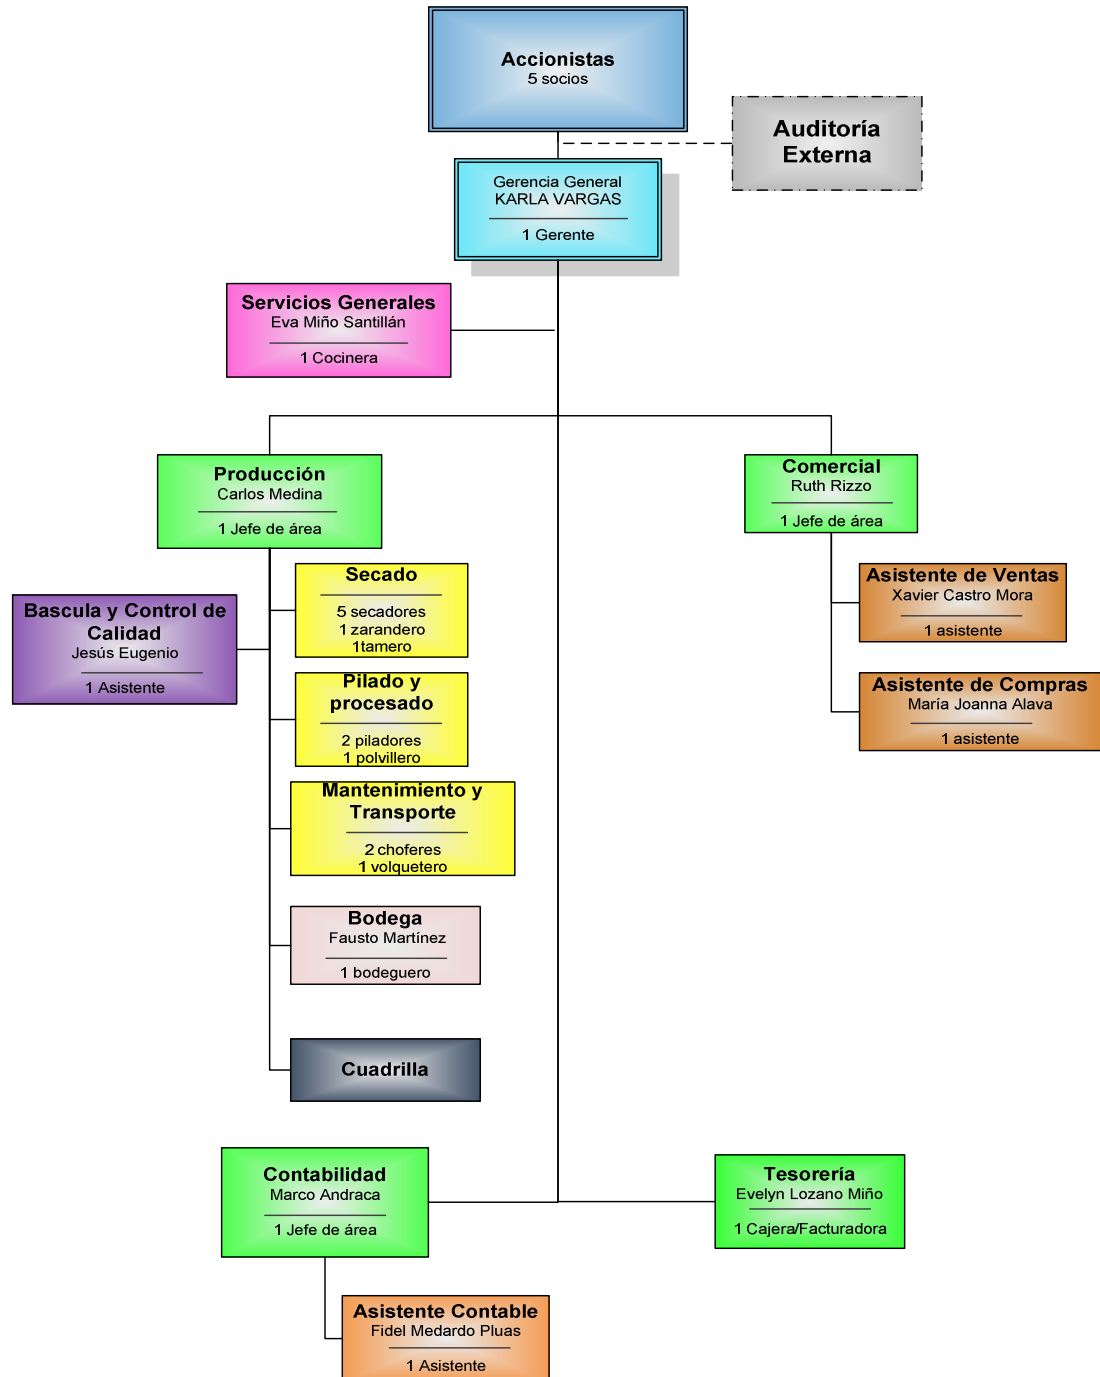 Accionistas
5 socios
Auditoría
Externa
Gerencia General
KARLA VARGAS
1 Gerente
Servicios Generales
Eva Miño Santillán
1 Cocinera
Producción
Carlos Medina
1 Jefe de área
Comercial
Ruth Rizzo
1 Jefe de área
Secado
5 secadores
1 zarandero
1tamero
Bascula y Control de
Calidad
Jesús Eugenio
1 Asistente
Asistente de Ventas
Xavier Castro Mora
1 asistente
Pilado y
procesado
2 piladores
1 polvillero
Asistente de Compras
María Joanna Alava
1 asistente
Mantenimiento y
Transporte
2 choferes
1 volquetero
Bodega
Fausto Martínez
1 bodeguero
Cuadrilla
Contabilidad
Marco Andraca
1 Jefe de área
Tesorería
Evelyn Lozano Miño
1 Cajera/Facturadora
Asistente Contable
Fidel Medardo Pluas
1 Asistente